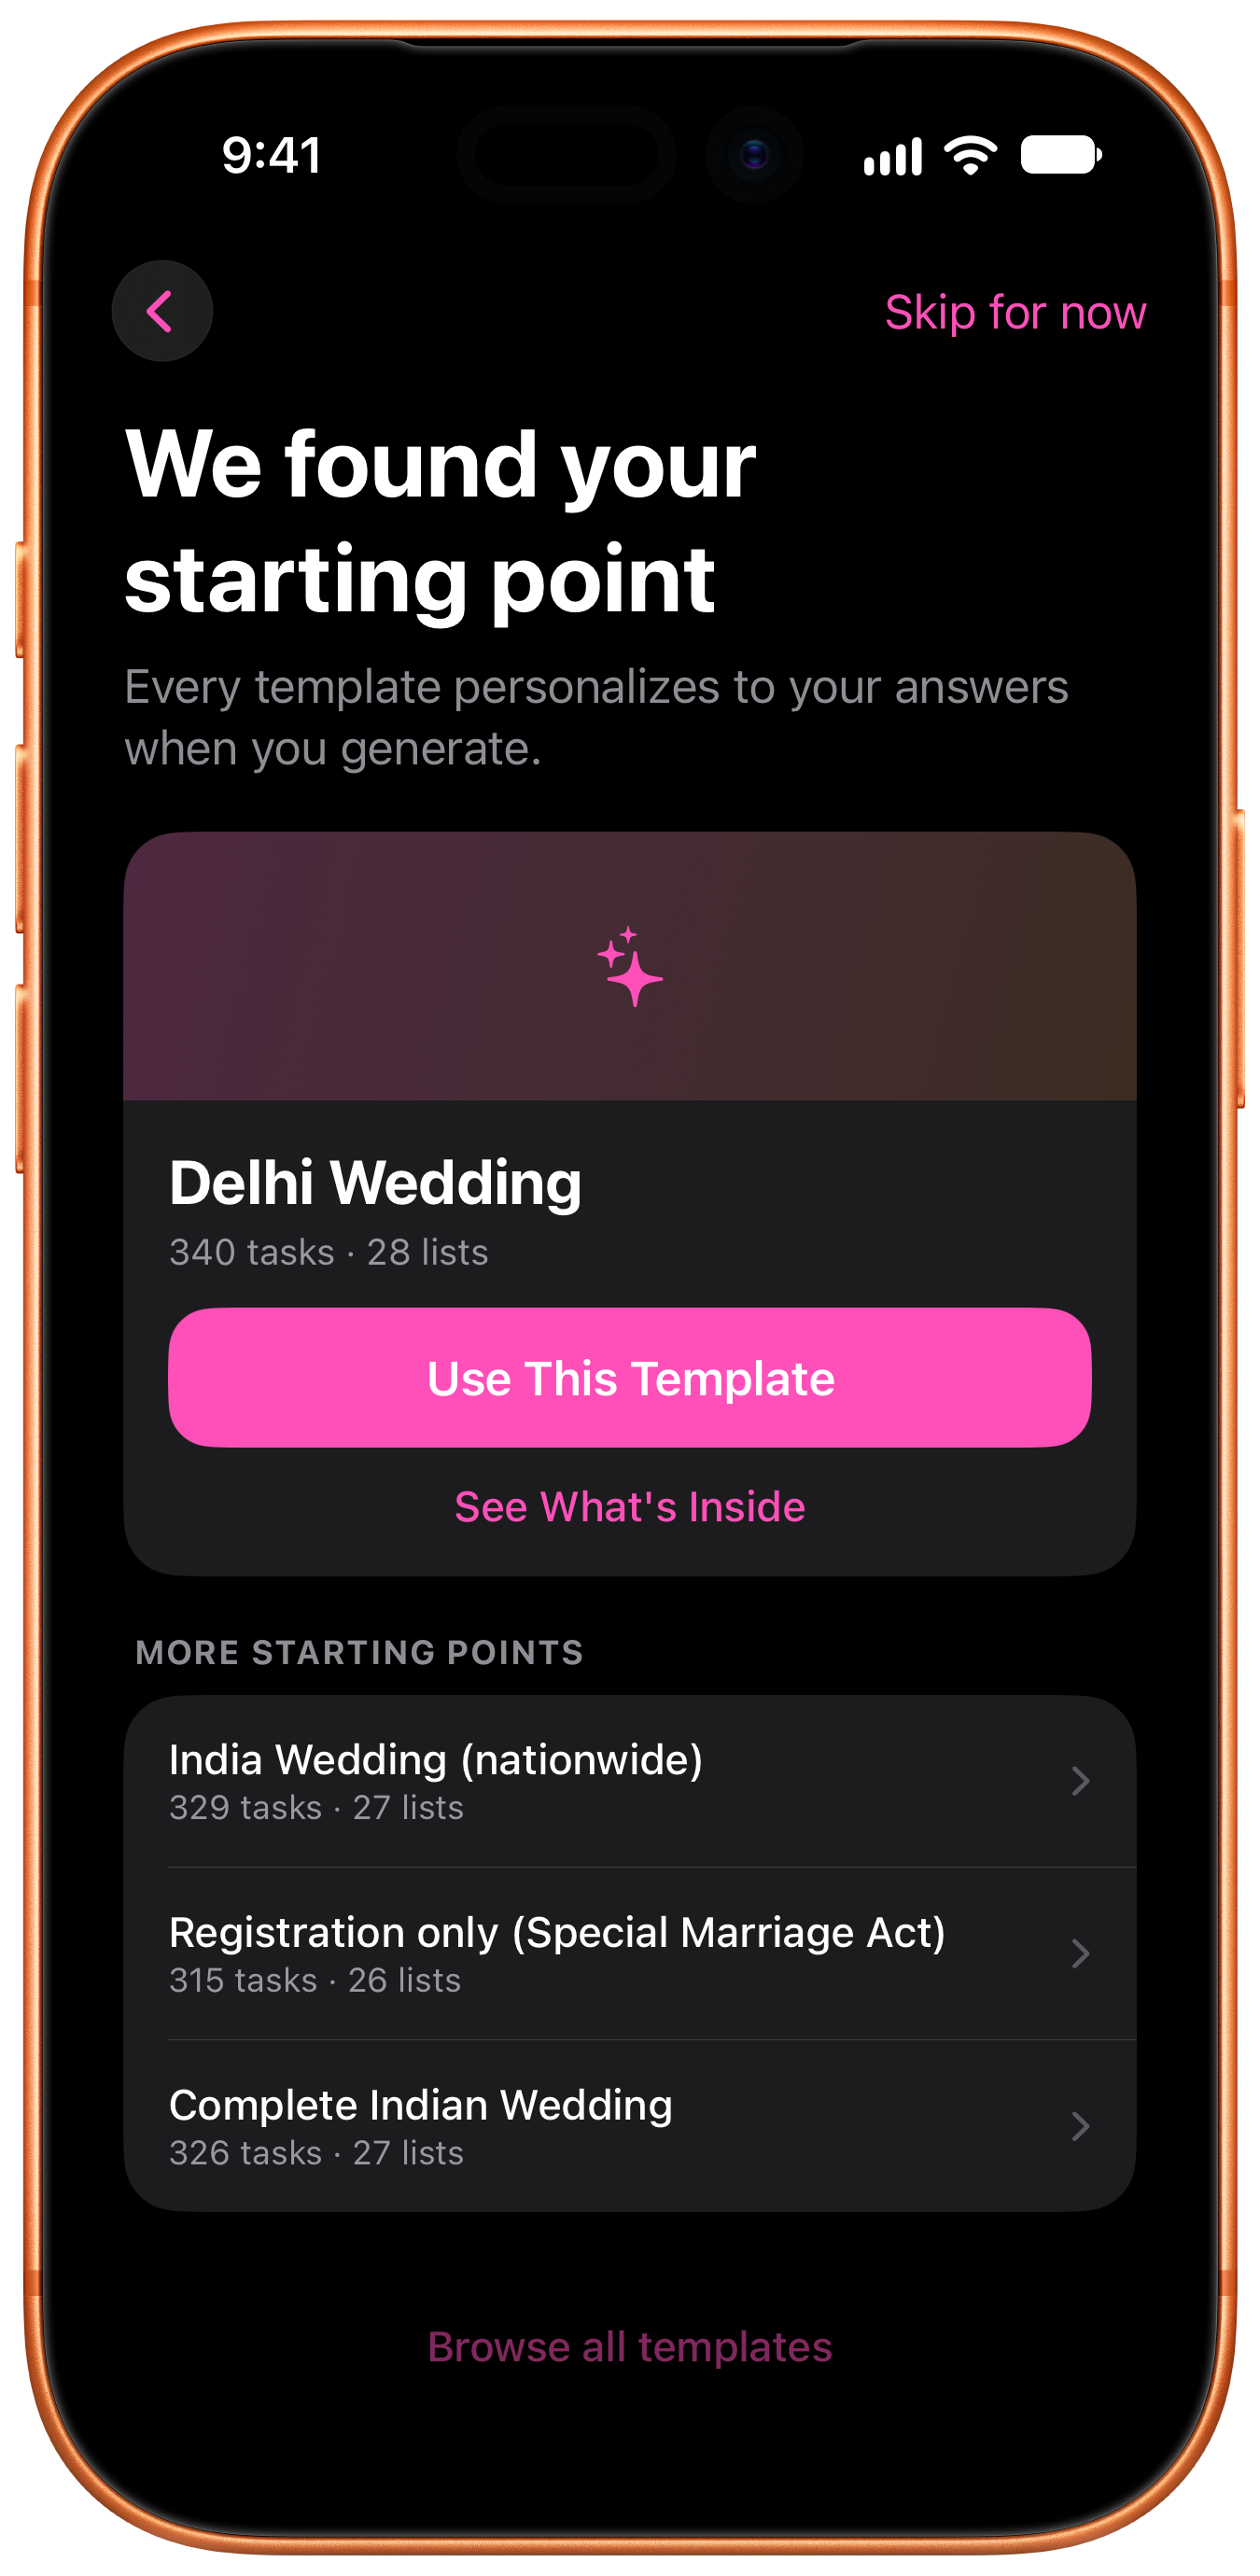 9:41
Skip for now
We found your
starting point
Every template personalizes to your answers
when you generate.
Delhi Wedding
340 tasks · 28 lists
Use This Template
See What's Inside
MORE STARTING POINTS
India Wedding (nationwide)
329 tasks · 27 lists
Registration only (Special Marriage Act)
315 tasks · 26 lists
Complete Indian Wedding
326 tasks · 27 lists
Browse all templates